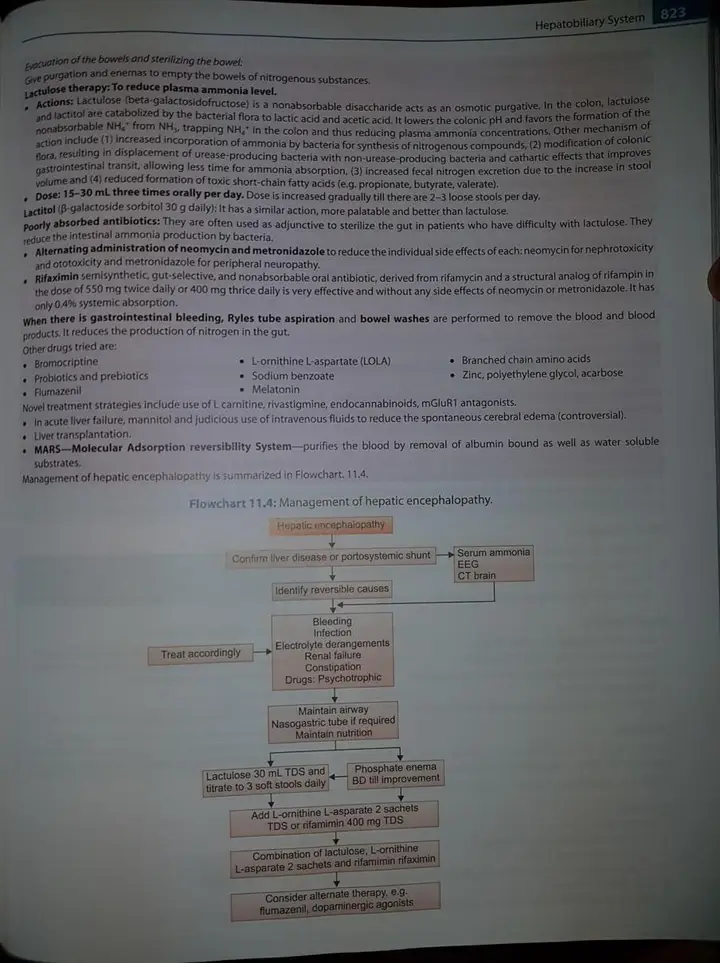 Hepatobiliary System 823
Evacuation of the bowels and sterilizing the bowel:
Give purgation and enemas to empty the bowels of nitrogenous substances.
Lactulose therapy: To reduce plasma ammonia level.
• Actions: Lactulose (beta-galactosidofructose) is a nonabsorbable disaccharide acts as an osmotic purgative. In the colon, lactulose
and lactitol are catabolized by the bacterial flora to lactic acid and acetic acid. It lowers the colonic pH and favors the formation of the
nonabsorbable NH₄⁺ from NH₃, trapping NH₄⁺ in the colon and thus reducing plasma ammonia concentrations. Other mechanism of
action include (1) increased incorporation of ammonia by bacteria for synthesis of nitrogenous compounds, (2) modification of colonic
flora, resulting in displacement of urease-producing bacteria with non-urease-producing bacteria and cathartic effects that improves
gastrointestinal transit, allowing less time for ammonia absorption, (3) increased fecal nitrogen excretion due to the increase in stool
volume and (4) reduced formation of toxic short-chain fatty acids (e.g. propionate, butyrate, valerate).
• Dose: 15–30 mL three times orally per day. Dose is increased gradually till there are 2–3 loose stools per day.
Lactitol (β-galactoside sorbitol 30 g daily): It has a similar action, more palatable and better than lactulose.
Poorly absorbed antibiotics: They are often used as adjunctive to sterilize the gut in patients who have difficulty with lactulose. They
reduce the intestinal ammonia production by bacteria.
• Alternating administration of neomycin and metronidazole to reduce the individual side effects of each: neomycin for nephrotoxicity
and ototoxicity and metronidazole for peripheral neuropathy.
• Rifaximin semisynthetic, gut-selective, and nonabsorbable oral antibiotic, derived from rifamycin and a structural analog of rifampin in
the dose of 550 mg twice daily or 400 mg thrice daily is very effective and without any side effects of neomycin or metronidazole. It has
only 0.4% systemic absorption.
When there is gastrointestinal bleeding, Ryles tube aspiration and bowel washes are performed to remove the blood and blood
products. It reduces the production of nitrogen in the gut.
Other drugs tried are:
• Bromocriptine • L-ornithine L-aspartate (LOLA) • Branched chain amino acids
• Probiotics and prebiotics • Sodium benzoate • Zinc, polyethylene glycol, acarbose
• Flumazenil • Melatonin
Novel treatment strategies include use of L carnitine, rivastigmine, endocannabinoids, mGluR1 antagonists.
• In acute liver failure, mannitol and judicious use of intravenous fluids to reduce the spontaneous cerebral edema (controversial).
• Liver transplantation.
• MARS—Molecular Adsorption reversibility System—purifies the blood by removal of albumin bound as well as water soluble
substrates.
Management of hepatic encephalopathy is summarized in Flowchart. 11.4.
Flowchart 11.4: Management of hepatic encephalopathy.
Hepatic encephalopathy
Confirm liver disease or portosystemic shunt
Serum ammonia
EEG
CT brain
Identify reversible causes
Bleeding
Infection
Electrolyte derangements
Renal failure
Constipation
Drugs: Psychotrophic
Treat accordingly
Maintain airway
Nasogastric tube if required
Maintain nutrition
Lactulose 30 mL TDS and
titrate to 3 soft stools daily
Phosphate enema
BD till improvement
Add L-ornithine L-asparate 2 sachets
TDS or rifamimin 400 mg TDS
Combination of lactulose, L-ornithine
L-asparate 2 sachets and rifamimin rifaximin
Consider alternate therapy, e.g.
flumazenil, dopaminergic agonists